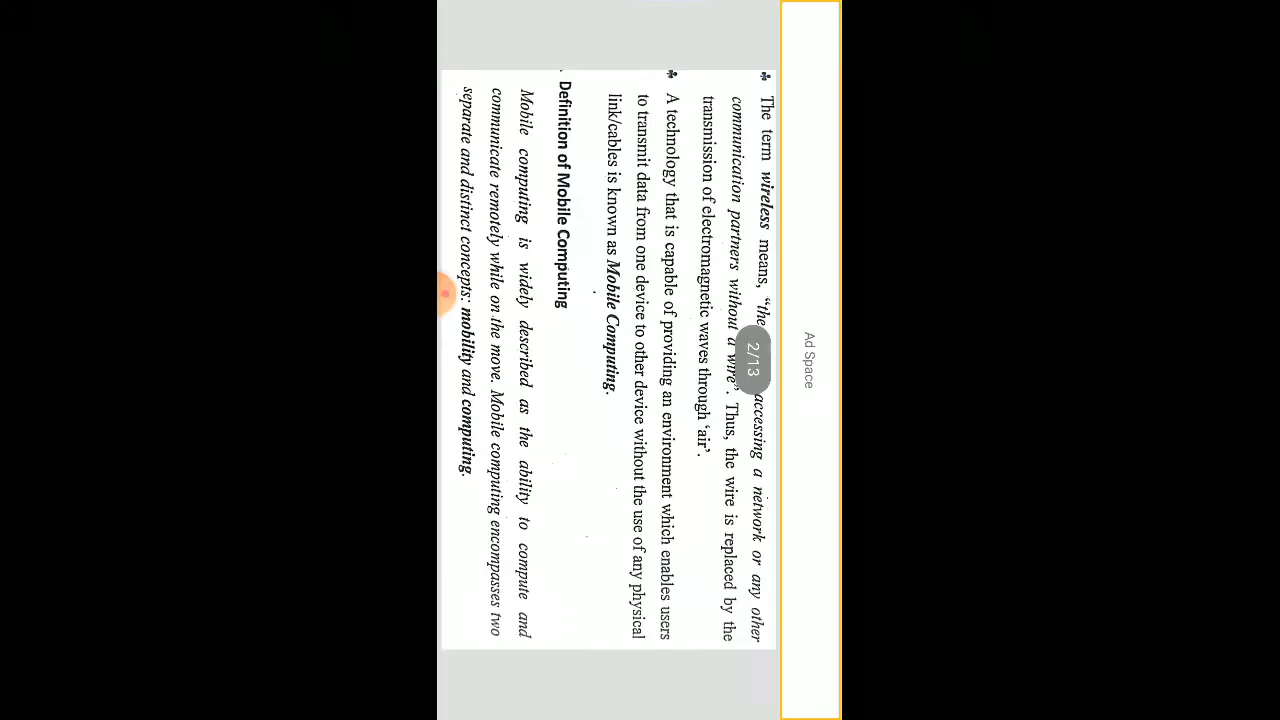 Ad Space
The term wireless means, "the accessing a network or any other
communication partners without a wire". Thus, the wire is replaced by the
transmission of electromagnetic waves through 'air'.
A technology that is capable of providing an environment which enables users
to transmit data from one device to other device without the use of any physical
link/cables is known as Mobile Computing.
Definition of Mobile Computing
Mobile computing is widely described as the ability to compute and
communicate remotely while on the move. Mobile computing encompasses two
separate and distinct concepts: mobility and computing.
2/13